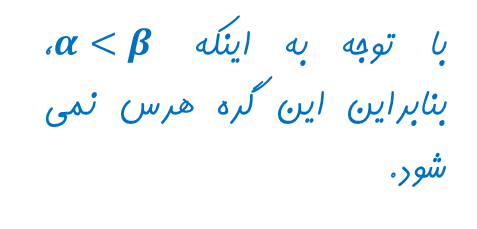 با توجه به اینکه α < β،
بنابراین این گره هرس نمی
شود.